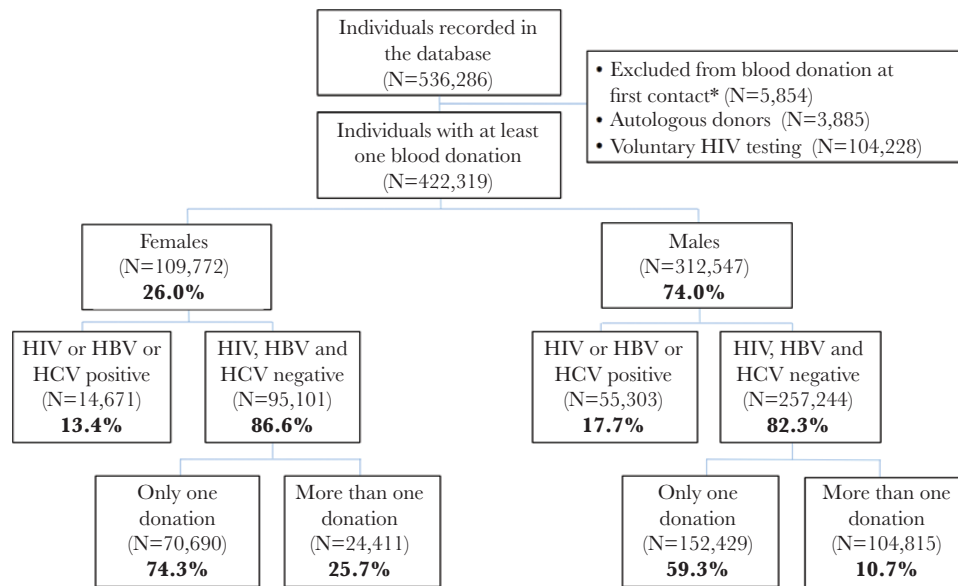 Individuals recorded in
the database
(N=536,286)
• Excluded from blood donation at
first contact* (N=5,854)
• Autologous donors (N=3,885)
• Voluntary HIV testing (N=104,228)
Individuals with at least
one blood donation
(N=422,319)
Females
(N=109,772)
26.0%
Males
(N=312,547)
74.0%
HIV or HBV or
HCV positive
(N=14,671)
13.4%
HIV, HBV and
HCV negative
(N=95,101)
86.6%
HIV or HBV or
HCV positive
(N=55,303)
17.7%
HIV, HBV and
HCV negative
(N=257,244)
82.3%
Only one
donation
(N=70,690)
74.3%
More than one
donation
(N=24,411)
25.7%
Only one
donation
(N=152,429)
59.3%
More than one
donation
(N=104,815)
10.7%